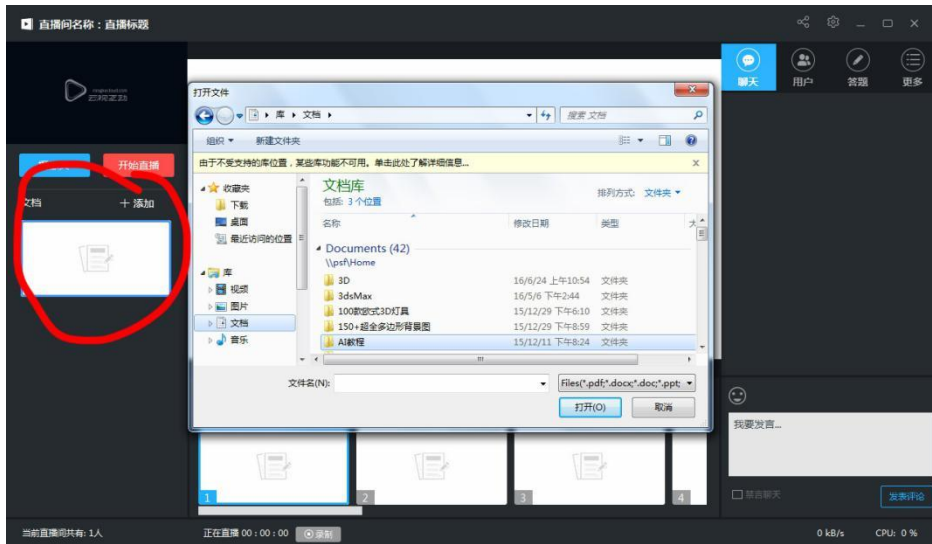 直播间名称：直播标题
聊天
用户
答题
更多
云观互动
开始直播
文档
＋ 添加
打开文件
库 ▸ 文档 ▸
搜索 文档
组织
新建文件夹
由于不受支持的库位置，某些库功能不可用。单击此处了解详细信息...
收藏夹
下载
桌面
最近访问的位置
库
视频
图片
文档
音乐
文档库
包括: 3 个位置
排列方式: 文件夹
名称 修改日期 类型 大
Documents (42)
\\psf\Home
3D 16/6/24 上午10:54 文件夹
3dsMax 16/5/6 下午2:44 文件夹
100款欧式3D灯具 15/12/29 下午6:10 文件夹
150+超全多边形背景图 15/12/29 下午8:59 文件夹
AI教程 15/12/11 下午8:24 文件夹
文件名(N):
Files(*.pdf;*.docx;*.doc;*.ppt;
打开(O)
取消
我要发言...
禁言聊天
发表评论
1
2
3
4
当前直播间共有: 1人
正在直播 00 : 00 : 00
录制
0 kB/s
CPU: 0 %